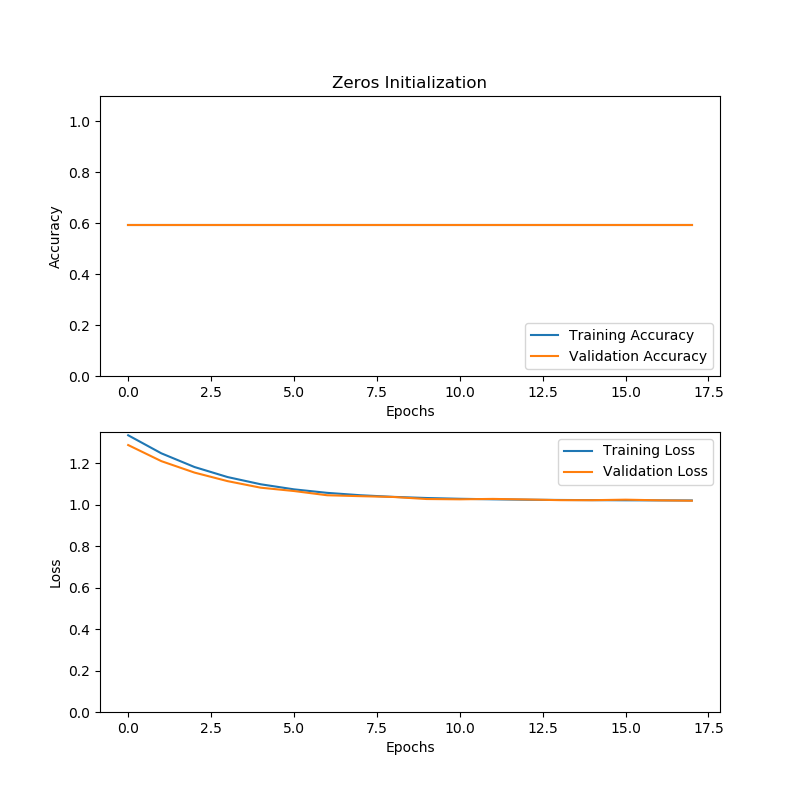 Zeros Initialization
1.0
0.8
0.6
0.4
0.2
0.0
Accuracy
Training Accuracy
Validation Accuracy
0.0 2.5 5.0 7.5 10.0 12.5 15.0 17.5
Epochs
1.2
1.0
0.8
0.6
0.4
0.2
0.0
Loss
Training Loss
Validation Loss
0.0 2.5 5.0 7.5 10.0 12.5 15.0 17.5
Epochs